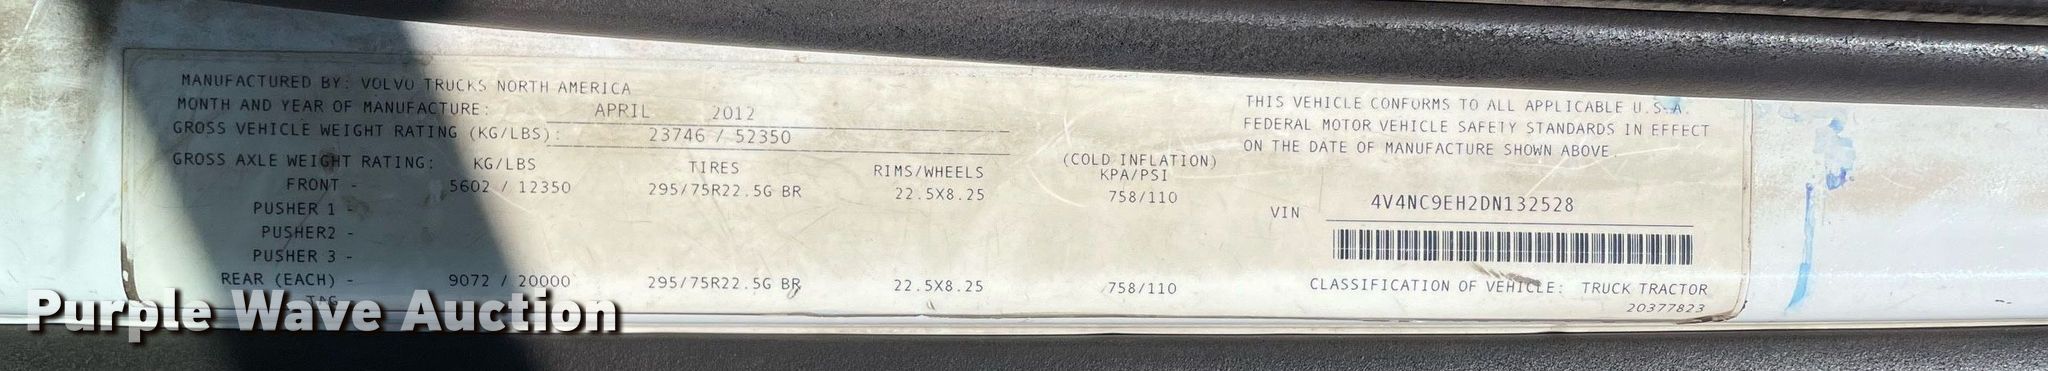 MANUFACTURED BY: VOLVO TRUCKS NORTH AMERICA
MONTH AND YEAR OF MANUFACTURE: APRIL 2012
GROSS VEHICLE WEIGHT RATING (KG/LBS): 23746 / 52350
GROSS AXLE WEIGHT RATING: KG/LBS TIRES RIMS/WHEELS (COLD INFLATION) KPA/PSI
FRONT - 5602 / 12350 295/75R22.5G BR 22.5X8.25 758/110
PUSHER 1 -
PUSHER2 -
PUSHER 3 -
REAR (EACH) - 9072 / 20000 295/75R22.5G BR 22.5X8.25 758/110
TAG
THIS VEHICLE CONFORMS TO ALL APPLICABLE U.S.A.
FEDERAL MOTOR VEHICLE SAFETY STANDARDS IN EFFECT
ON THE DATE OF MANUFACTURE SHOWN ABOVE.
VIN 4V4NC9EH2DN132528
CLASSIFICATION OF VEHICLE: TRUCK TRACTOR
20377823
Purple Wave Auction